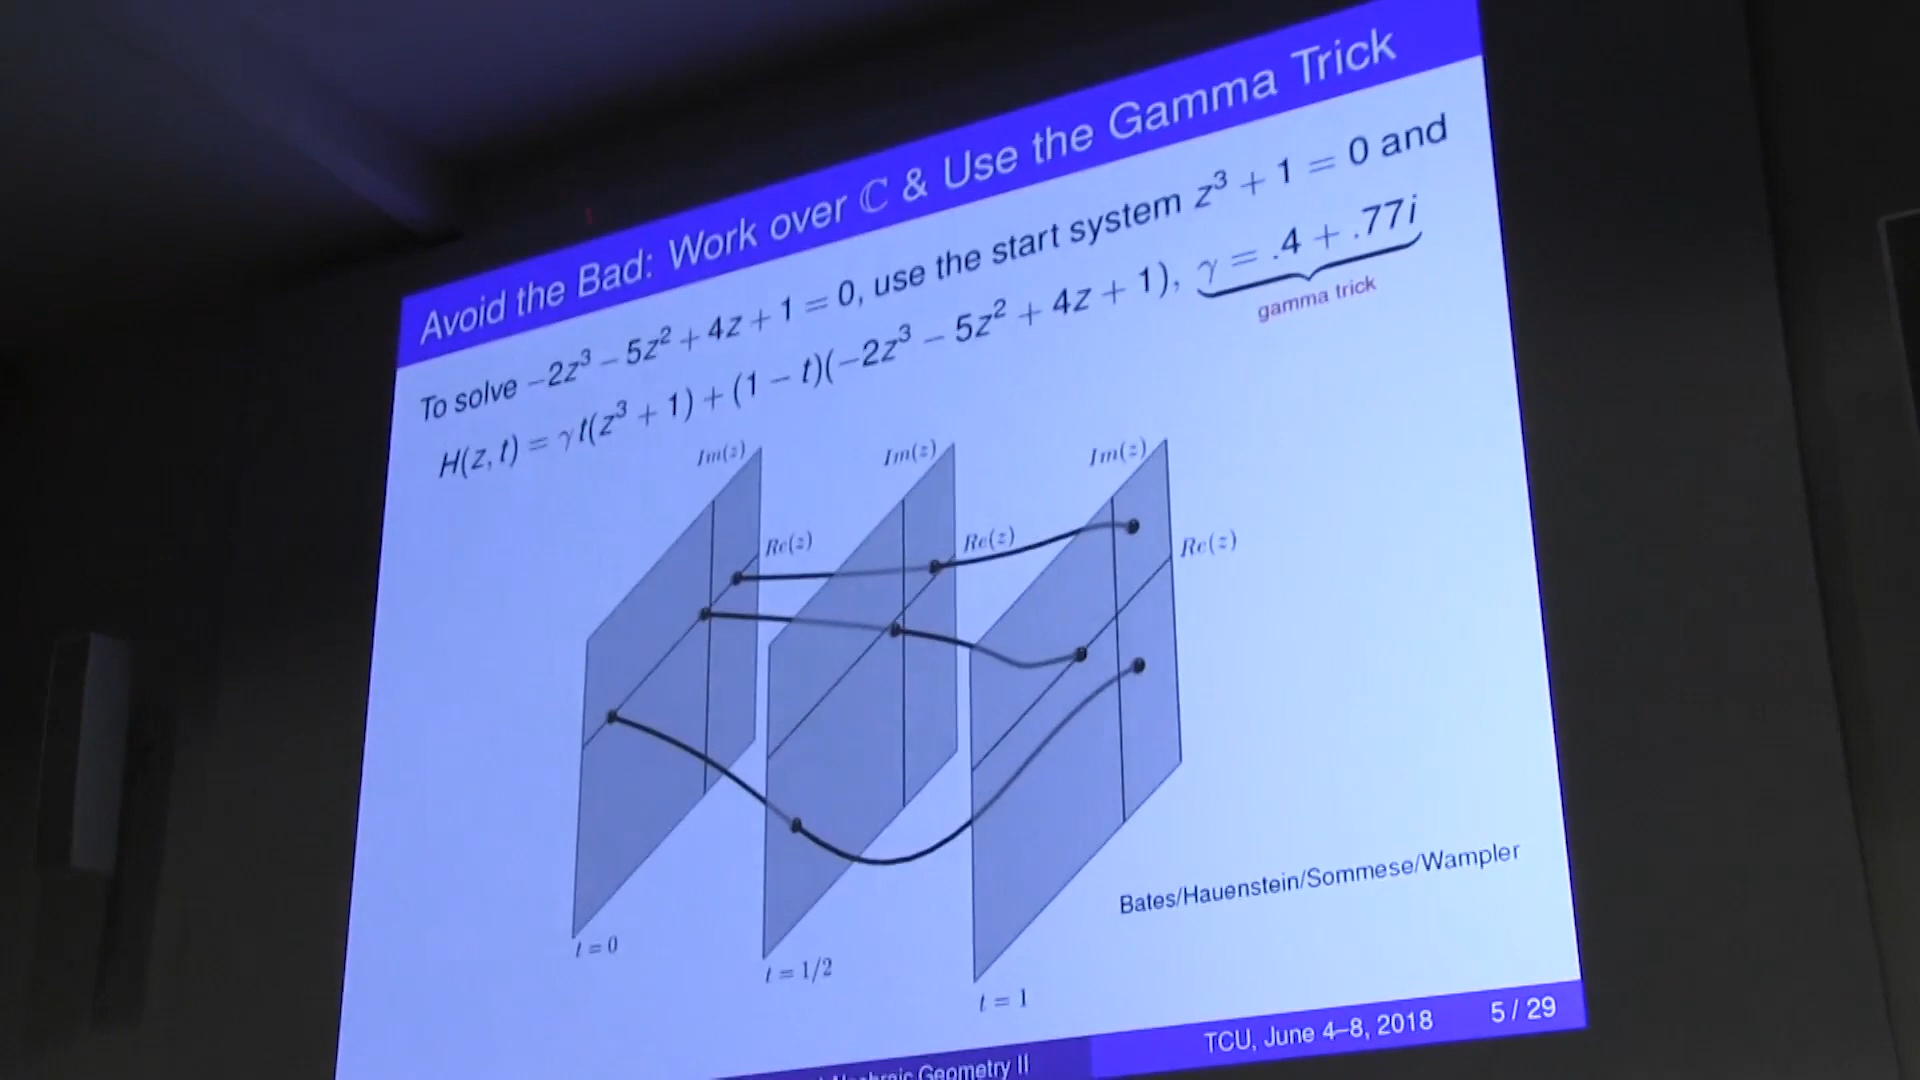 Avoid the Bad: Work over ℂ & Use the Gamma Trick
To solve −2z³ − 5z² + 4z + 1 = 0, use the start system z³ + 1 = 0 and
H(z, t) = γt(z³ + 1) + (1 − t)(−2z³ − 5z² + 4z + 1), γ = .4 + .77i
gamma trick
Im(z) Im(z) Im(z)
Re(z) Re(z) Re(z)
t = 0
t = 1/2
t = 1
Bates/Hauenstein/Sommese/Wampler
Geometry II
TCU, June 4–8, 2018 5 / 29